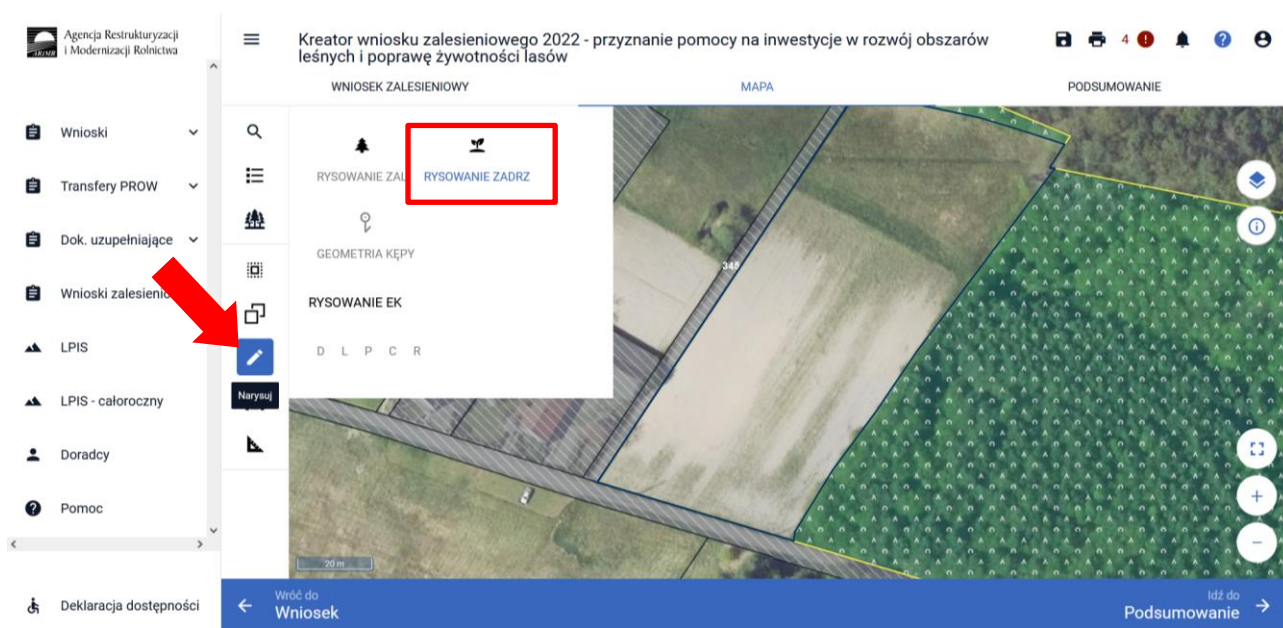 Agencja Restrukturyzacji
i Modernizacji Rolnictwa
ARiMR
Kreator wniosku zalesieniowego 2022 - przyznanie pomocy na inwestycje w rozwój obszarów
leśnych i poprawę żywotności lasów
4
WNIOSEK ZALESIENIOWY
MAPA
PODSUMOWANIE
Wnioski
Transfery PROW
Dok. uzupełniające
Wnioski zalesienio
LPIS
LPIS - całoroczny
Doradcy
Pomoc
Deklaracja dostępności
Narysuj
RYSOWANIE ZAL
RYSOWANIE ZADRZ
GEOMETRIA KĘPY
RYSOWANIE EK
D L P C R
345
20 m
Wróć do
Wniosek
Idź do
Podsumowanie